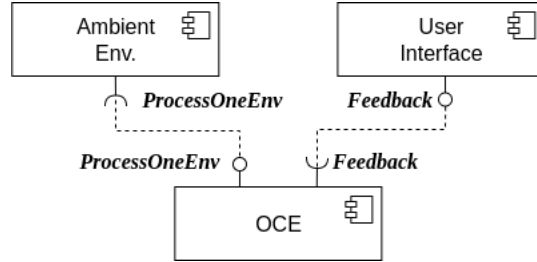 Ambient
Env.
User
Interface
ProcessOneEnv
Feedback
ProcessOneEnv
Feedback
OCE